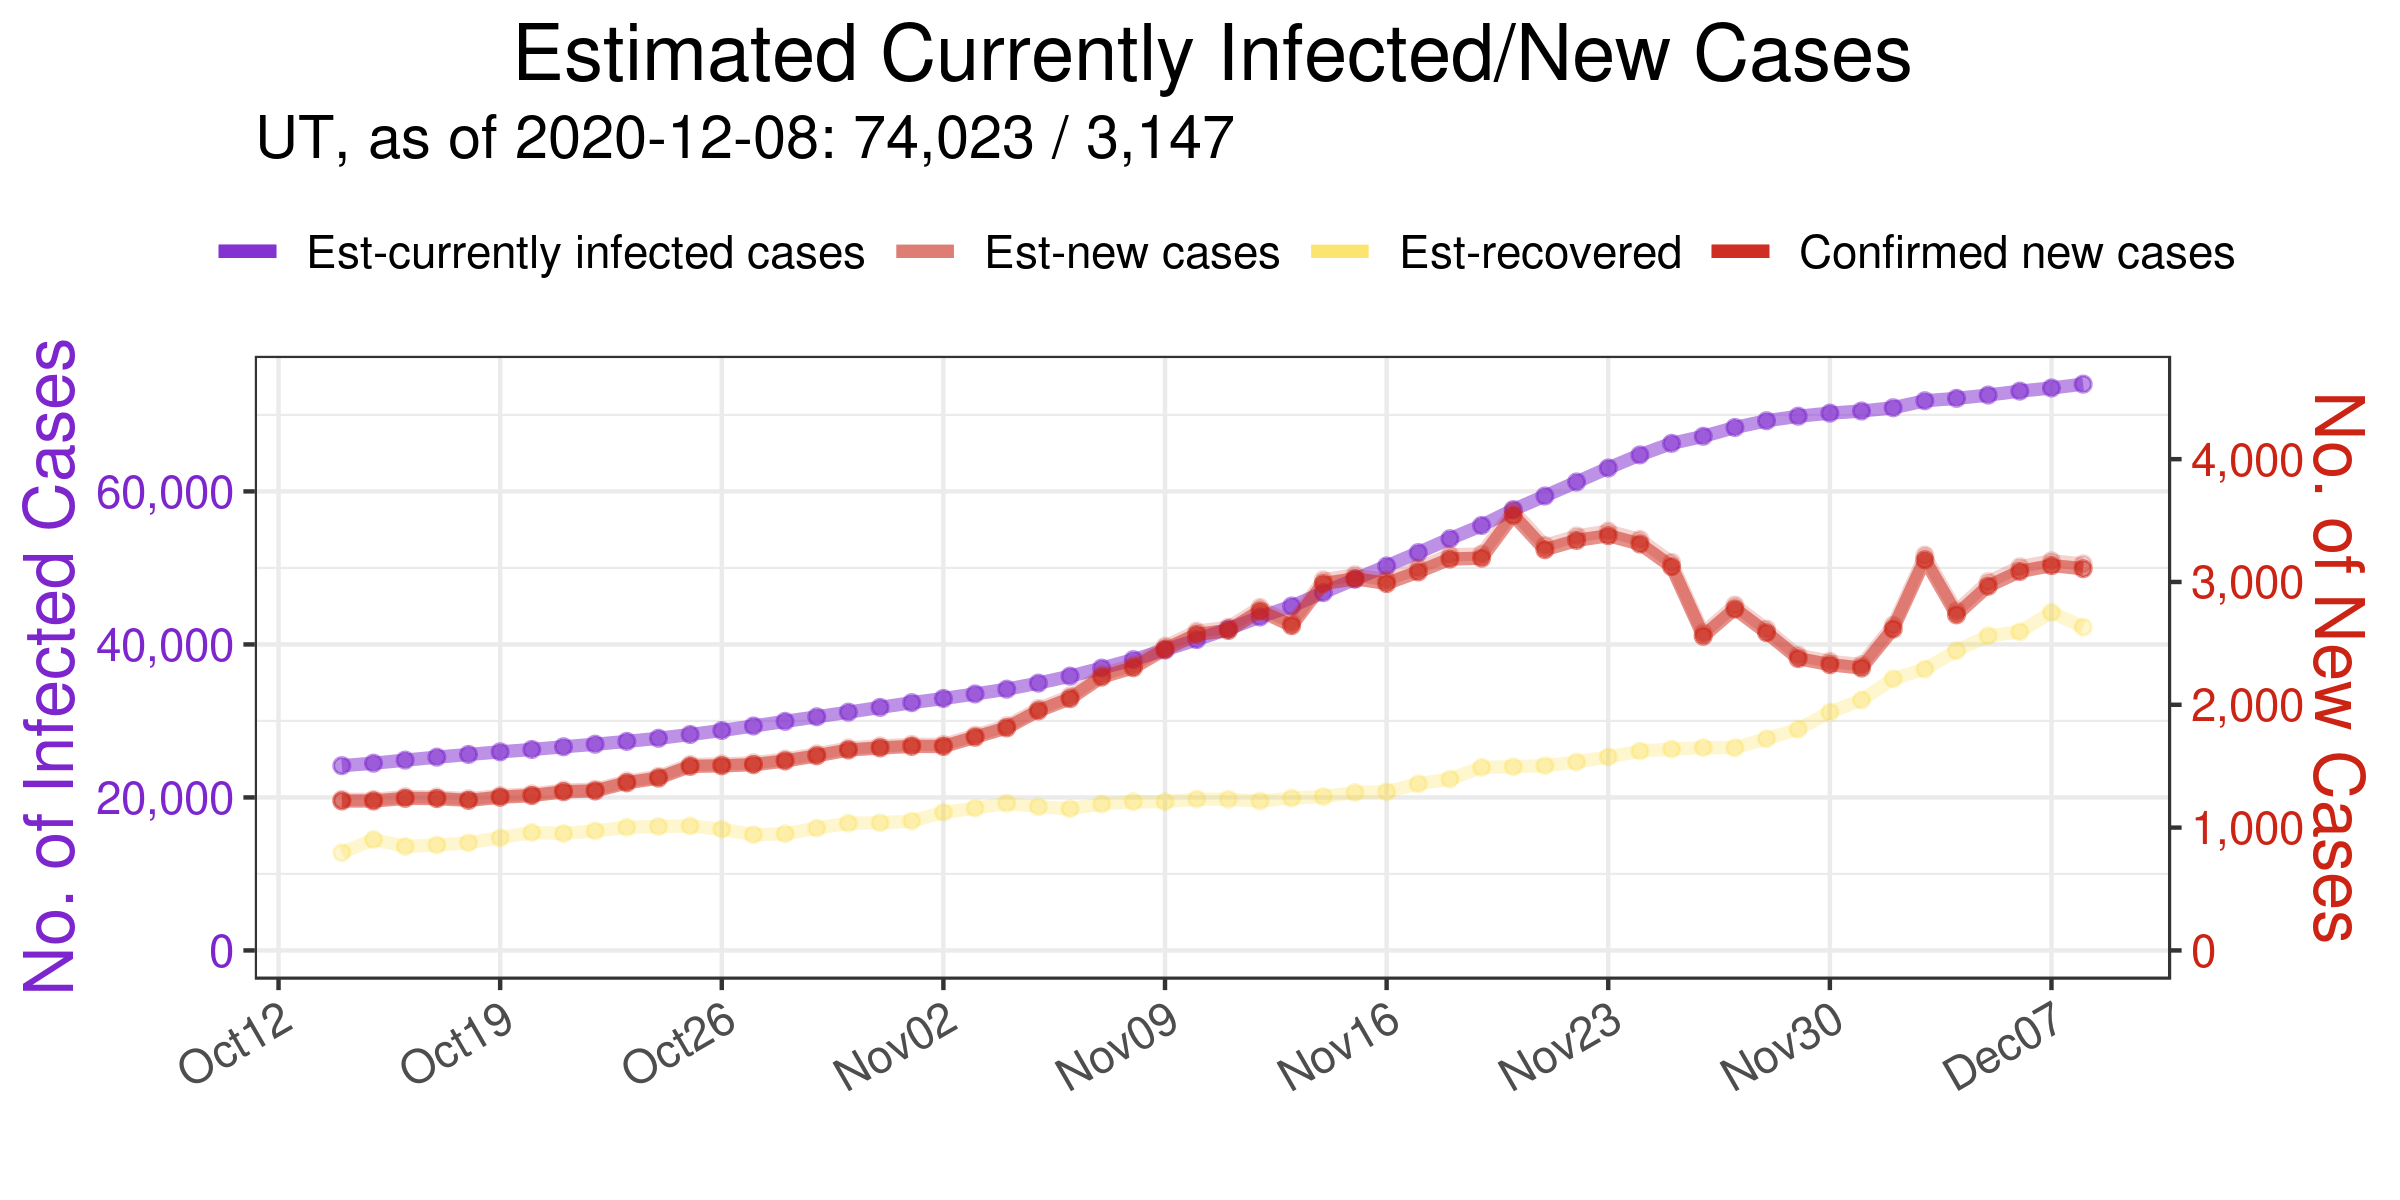 Estimated Currently Infected/New Cases
UT, as of 2020-12-08: 74,023 / 3,147
Est-currently infected cases Est-new cases Est-recovered Confirmed new cases
No. of Infected Cases
60,000
40,000
20,000
0
4,000
3,000
2,000
1,000
0
No. of New Cases
Oct12 Oct19 Oct26 Nov02 Nov09 Nov16 Nov23 Nov30 Dec07